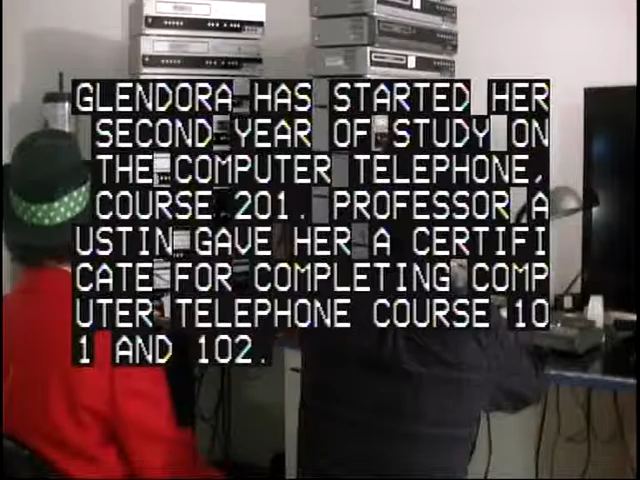 GLENDORA HAS STARTED HER
SECOND YEAR OF STUDY ON
THE COMPUTER TELEPHONE,
COURSE 201. PROFESSOR A
USTIN GAVE HER A CERTIFI
CATE FOR COMPLETING COMP
UTER TELEPHONE COURSE 10
1 AND 102.